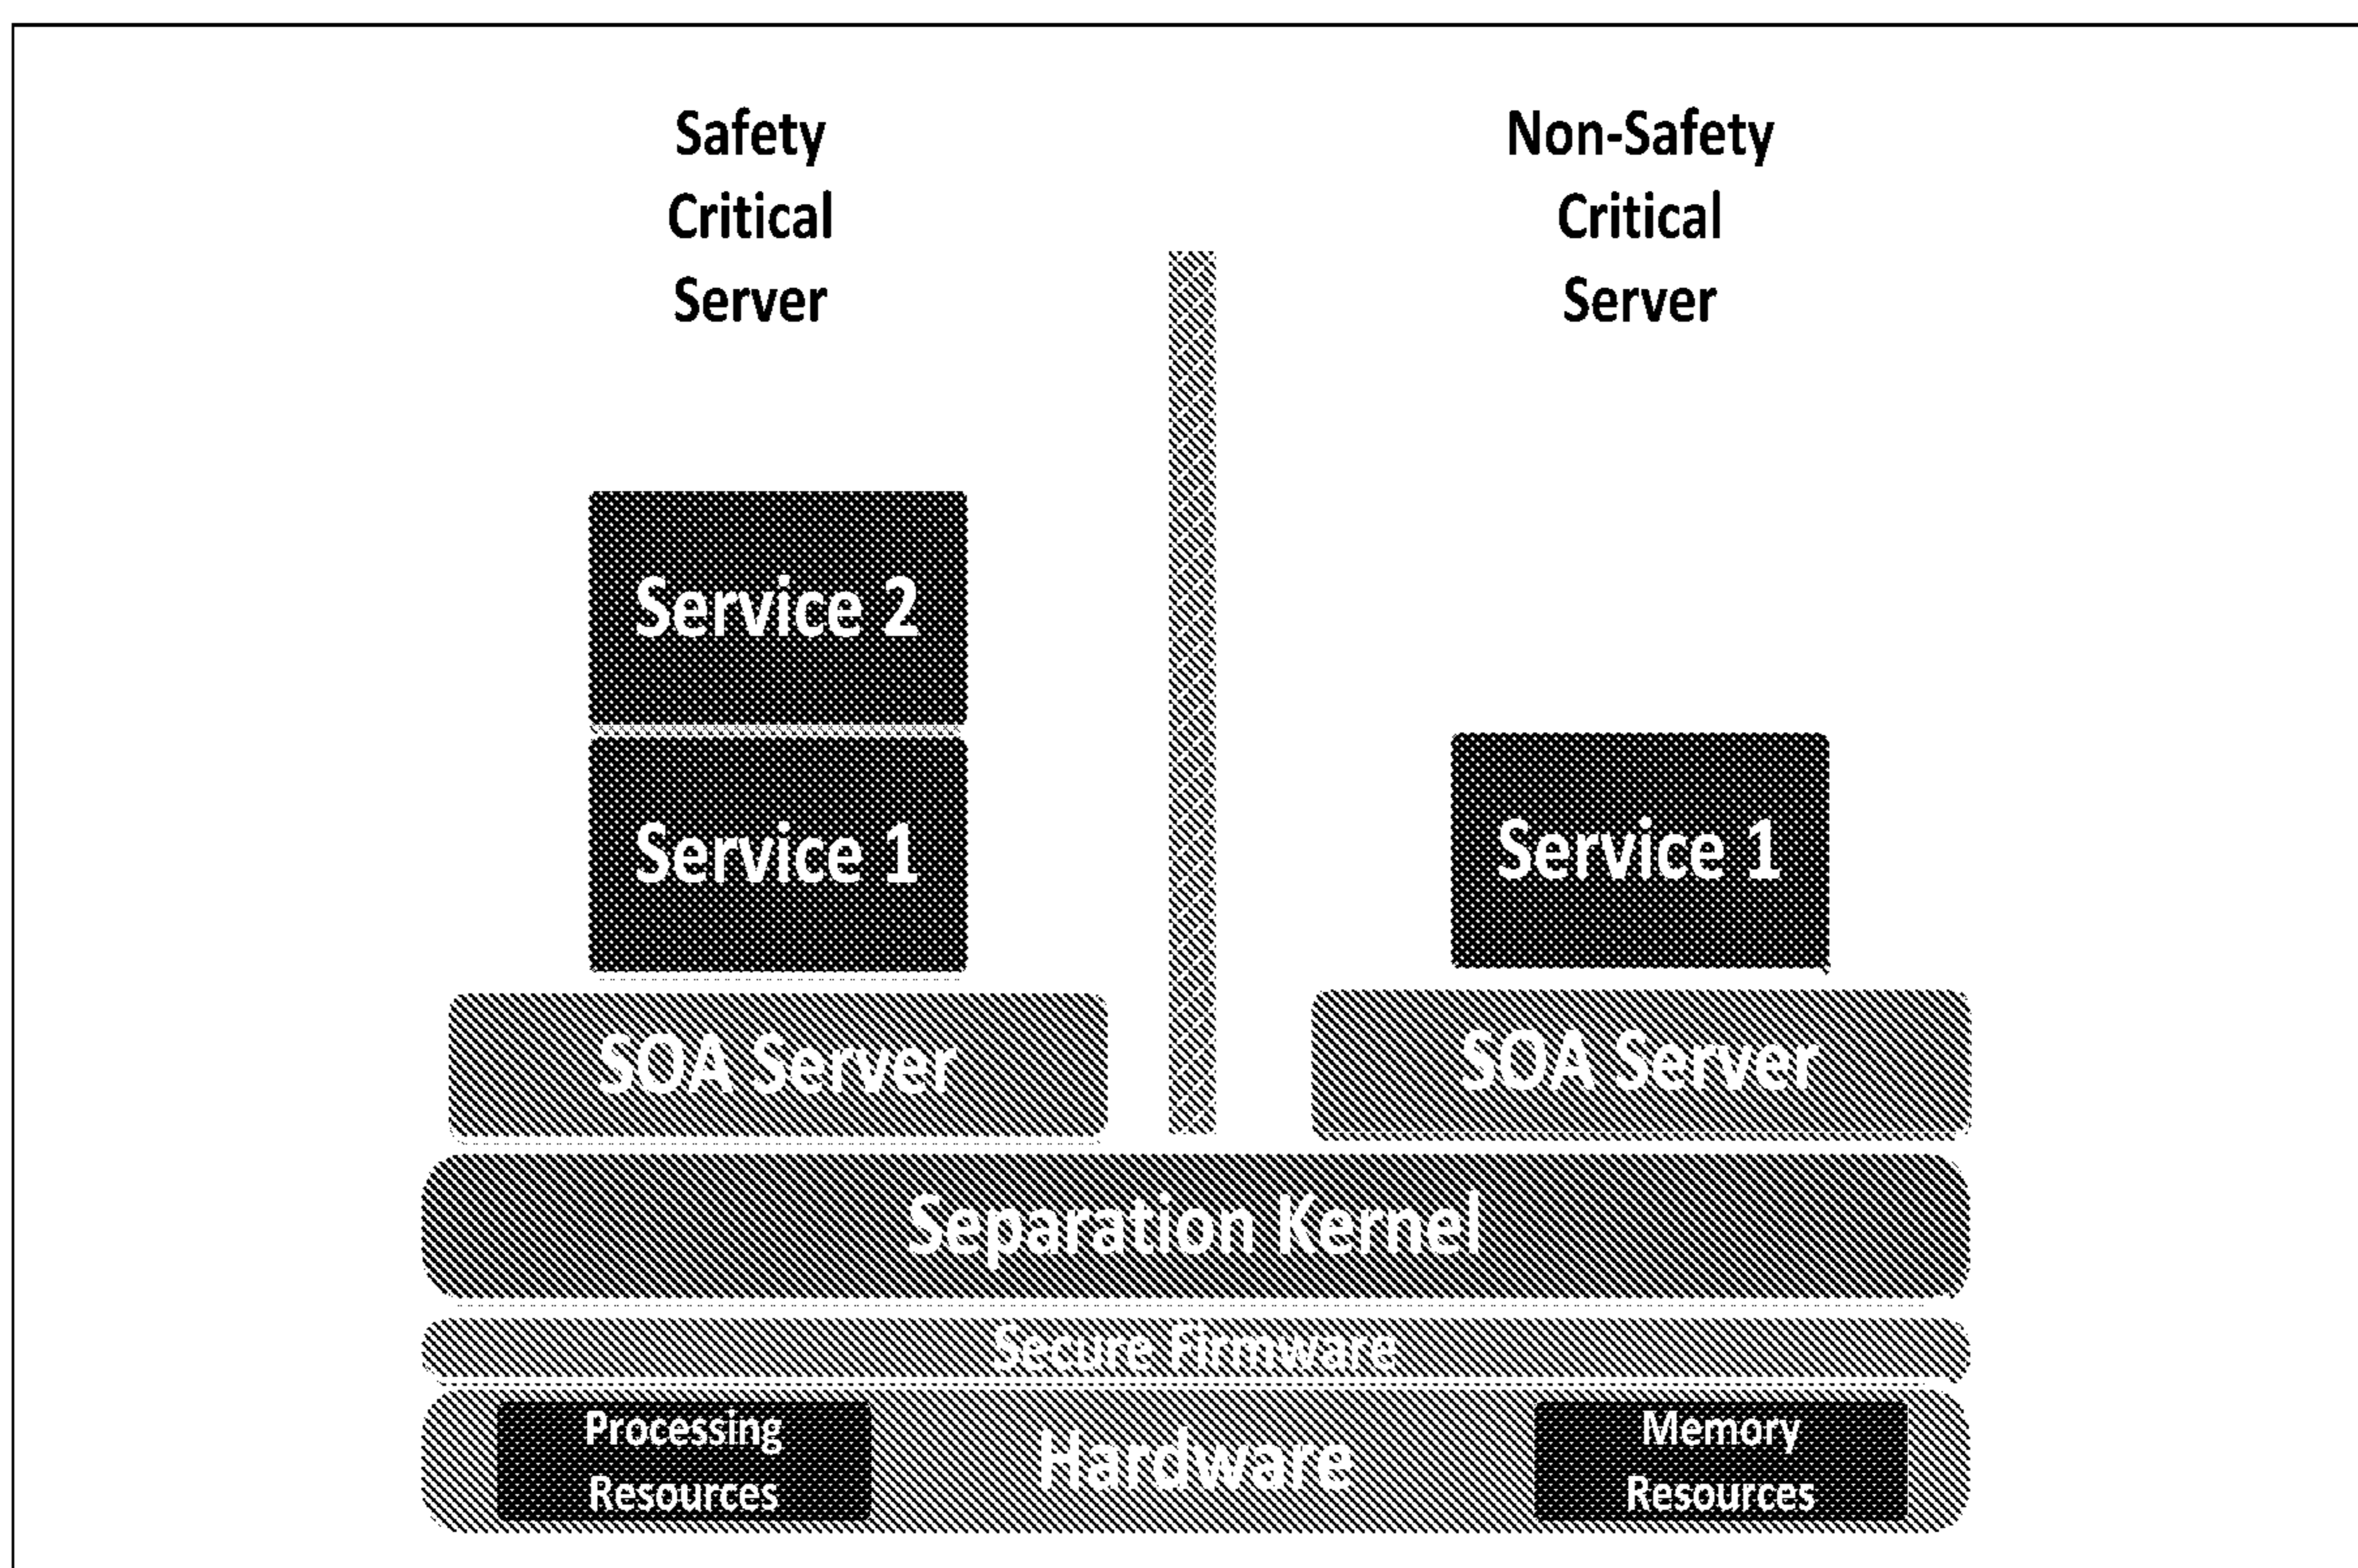 Safety
Critical
Server
Non-Safety
Critical
Server
Service 2
Service 1
Service 1
SOA Server
SOA Server
Separation Kernel
Secure Firmware
Processing
Resources
Hardware
Memory
Resources